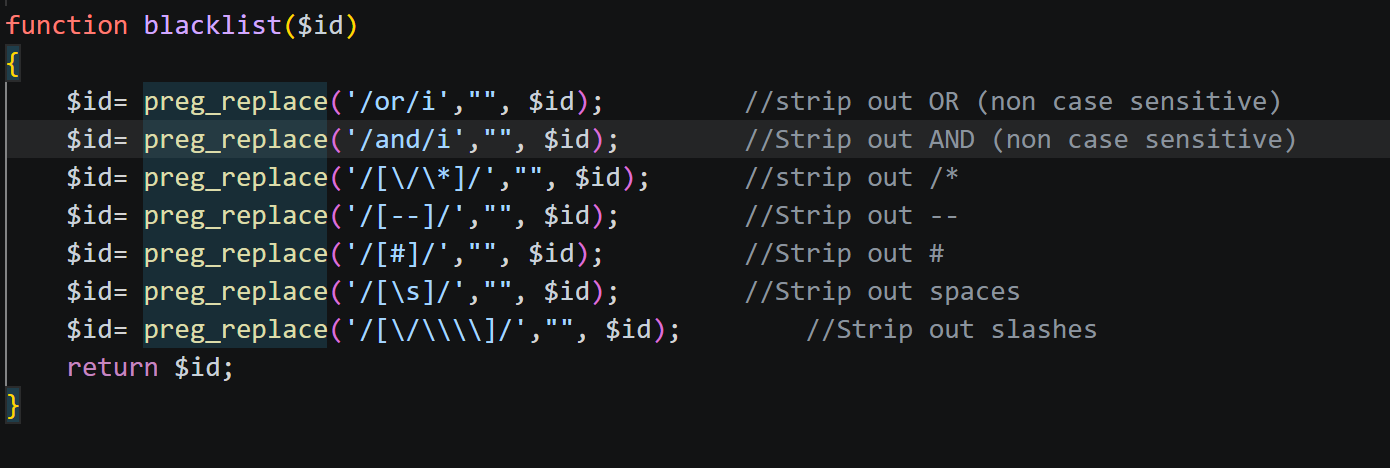 function blacklist($id)
{
    $id= preg_replace('/or/i',"", $id);         //strip out OR (non case sensitive)
    $id= preg_replace('/and/i',"", $id);        //Strip out AND (non case sensitive)
    $id= preg_replace('/[\/\*]/',"", $id);      //strip out /*
    $id= preg_replace('/[--]/',"", $id);        //Strip out --
    $id= preg_replace('/[#]/',"", $id);         //Strip out #
    $id= preg_replace('/[\s]/',"", $id);        //Strip out spaces
    $id= preg_replace('/[\/\\\\]/',"", $id);        //Strip out slashes
    return $id;
}